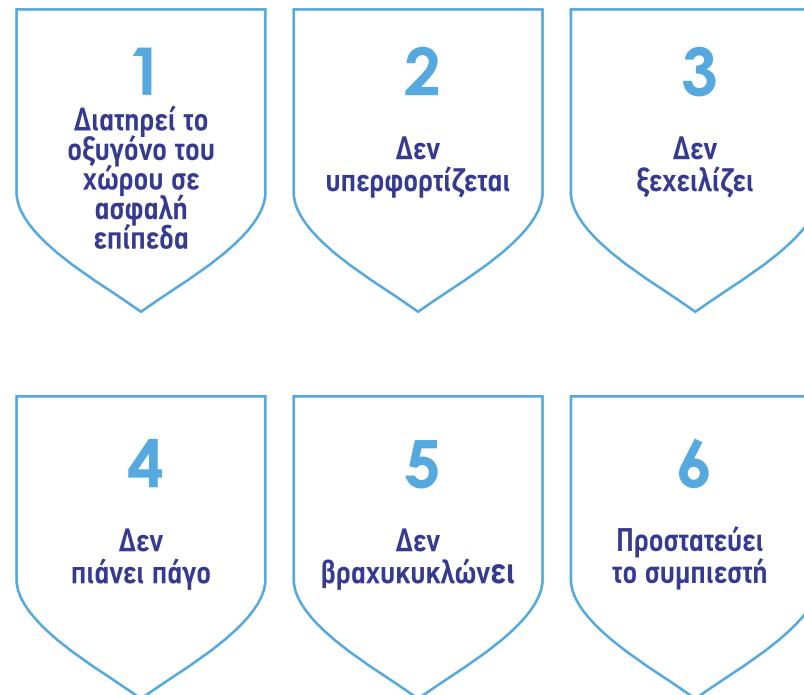 1
Διατηρεί το
οξυγόνο του
χώρου σε
ασφαλή
επίπεδα
2
Δεν
υπερφορτίζεται
3
Δεν
ξεχειλίζει
4
Δεν
πιάνει πάγο
5
Δεν
βραχυκυκλώνει
6
Προστατεύει
το συμπιεστή